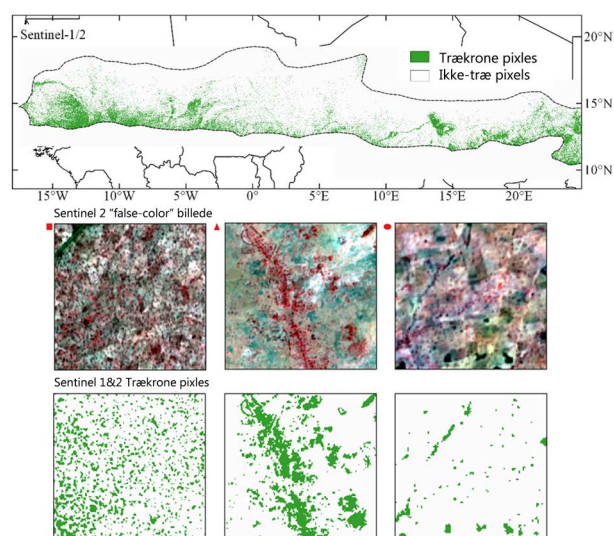 Sentinel-1/2
Trækrone pixles
Ikke-træ pixels
20°N
15°N
10°N
15°W 10°W 5°W 0° 5°E 10°E 15°E 20°E
Sentinel 2 "false-color" billede
Sentinel 1&2 Trækrone pixles